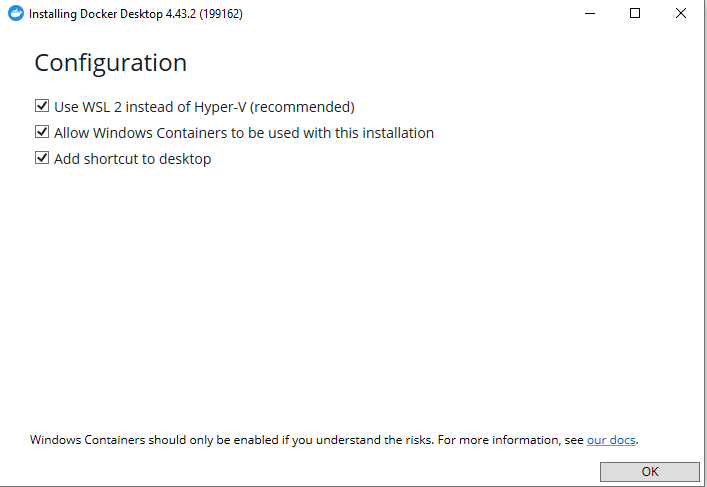 Installing Docker Desktop 4.43.2 (199162)
Configuration
Use WSL 2 instead of Hyper-V (recommended)
Allow Windows Containers to be used with this installation
Add shortcut to desktop
Windows Containers should only be enabled if you understand the risks. For more information, see our docs.
OK